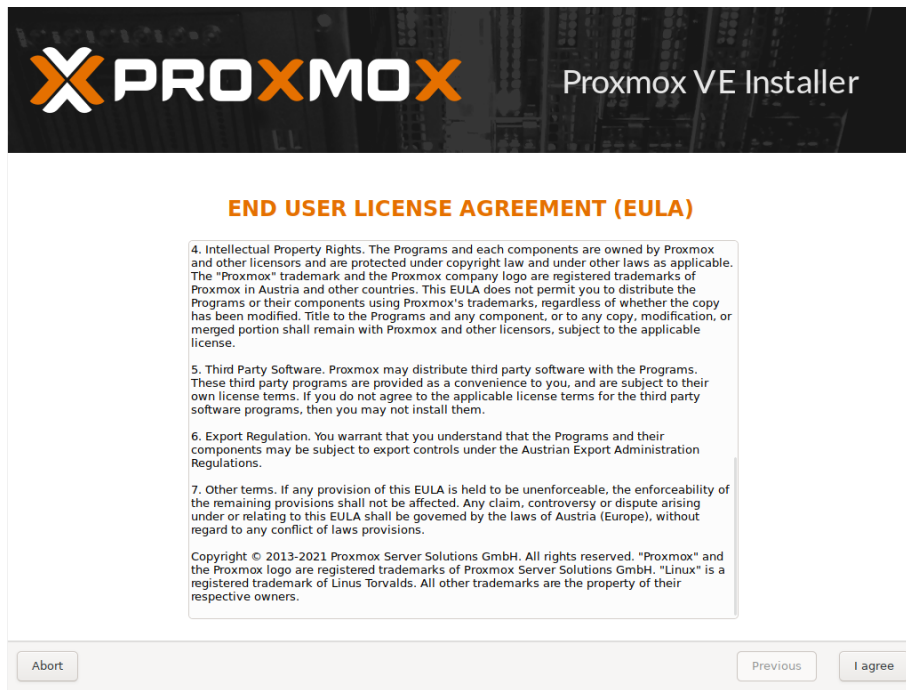 PROXMOX
Proxmox VE Installer
END USER LICENSE AGREEMENT (EULA)
4. Intellectual Property Rights. The Programs and each components are owned by Proxmox
and other licensors and are protected under copyright law and under other laws as applicable.
The "Proxmox" trademark and the Proxmox company logo are registered trademarks of
Proxmox in Austria and other countries. This EULA does not permit you to distribute the
Programs or their components using Proxmox's trademarks, regardless of whether the copy
has been modified. Title to the Programs and any component, or to any copy, modification, or
merged portion shall remain with Proxmox and other licensors, subject to the applicable
license.
5. Third Party Software. Proxmox may distribute third party software with the Programs.
These third party programs are provided as a convenience to you, and are subject to their
own license terms. If you do not agree to the applicable license terms for the third party
software programs, then you may not install them.
6. Export Regulation. You warrant that you understand that the Programs and their
components may be subject to export controls under the Austrian Export Administration
Regulations.
7. Other terms. If any provision of this EULA is held to be unenforceable, the enforceability of
the remaining provisions shall not be affected. Any claim, controversy or dispute arising
under or relating to this EULA shall be governed by the laws of Austria (Europe), without
regard to any conflict of laws provisions.
Copyright © 2013-2021 Proxmox Server Solutions GmbH. All rights reserved. "Proxmox" and
the Proxmox logo are registered trademarks of Proxmox Server Solutions GmbH. "Linux" is a
registered trademark of Linus Torvalds. All other trademarks are the property of their
respective owners.
Abort
Previous
I agree